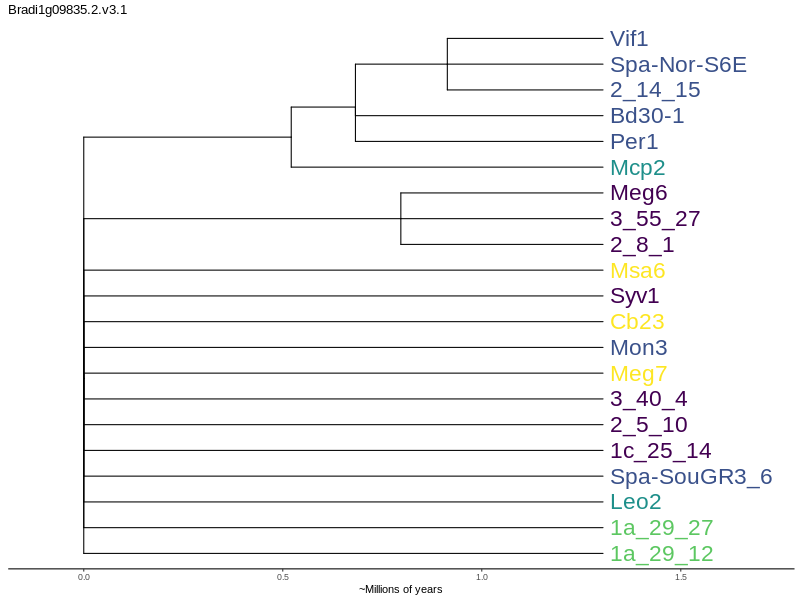 Bradi1g09835.2.v3.1
Vif1
Spa-Nor-S6E
2_14_15
Bd30-1
Per1
Mcp2
Meg6
3_55_27
2_8_1
Msa6
Syv1
Cb23
Mon3
Meg7
3_40_4
2_5_10
1c_25_14
Spa-SouGR3_6
Leo2
1a_29_27
1a_29_12
0.0 0.5 1.0 1.5
~Millions of years